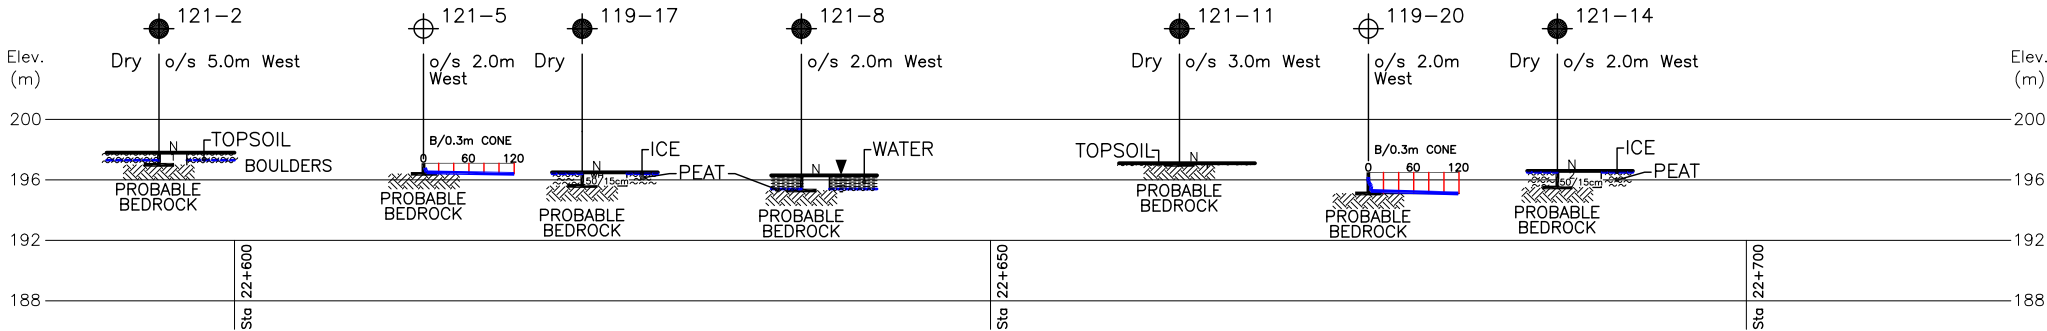 121-2
121-5
119-17
121-8
121-11
119-20
121-14
Elev.
(m)
Dry
o/s 5.0m West
o/s 2.0m
West
Dry
o/s 2.0m West
Dry
o/s 3.0m West
o/s 2.0m
West
Dry
o/s 2.0m West
Elev.
(m)
200
200
N
TOPSOIL
BOULDERS
PROBABLE
BEDROCK
B/0.3m CONE
0 60 120
PROBABLE
BEDROCK
N
ICE
50/15cm
PEAT
PROBABLE
BEDROCK
N
WATER
PROBABLE
BEDROCK
TOPSOIL
N
PROBABLE
BEDROCK
B/0.3m CONE
0 60 120
PROBABLE
BEDROCK
N
ICE
50/15cm
PEAT
PROBABLE
BEDROCK
196
196
192
192
Sta 22+600
Sta 22+650
Sta 22+700
188
188